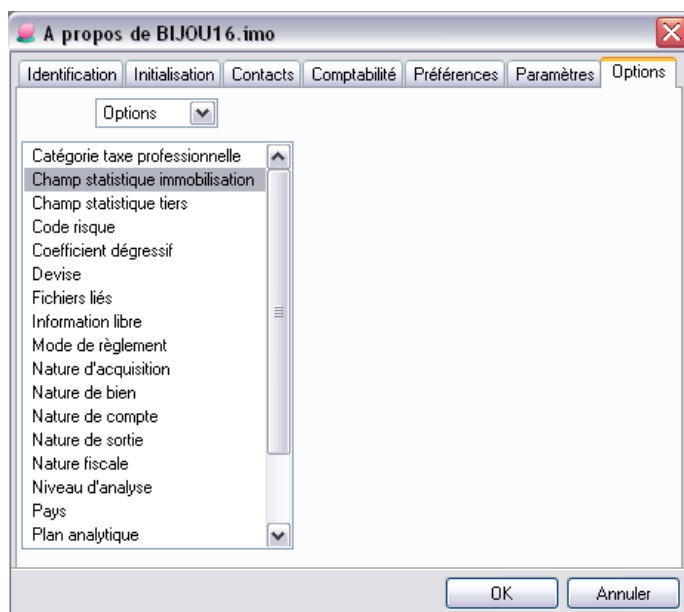 A propos de BIJOU16.imo
Identification Initialisation Contacts Comptabilité Préférences Paramètres Options
Options
Catégorie taxe professionnelle
Champ statistique immobilisation
Champ statistique tiers
Code risque
Coefficient dégressif
Devise
Fichiers liés
Information libre
Mode de règlement
Nature d'acquisition
Nature de bien
Nature de compte
Nature de sortie
Nature fiscale
Niveau d'analyse
Pays
Plan analytique
OK Annuler